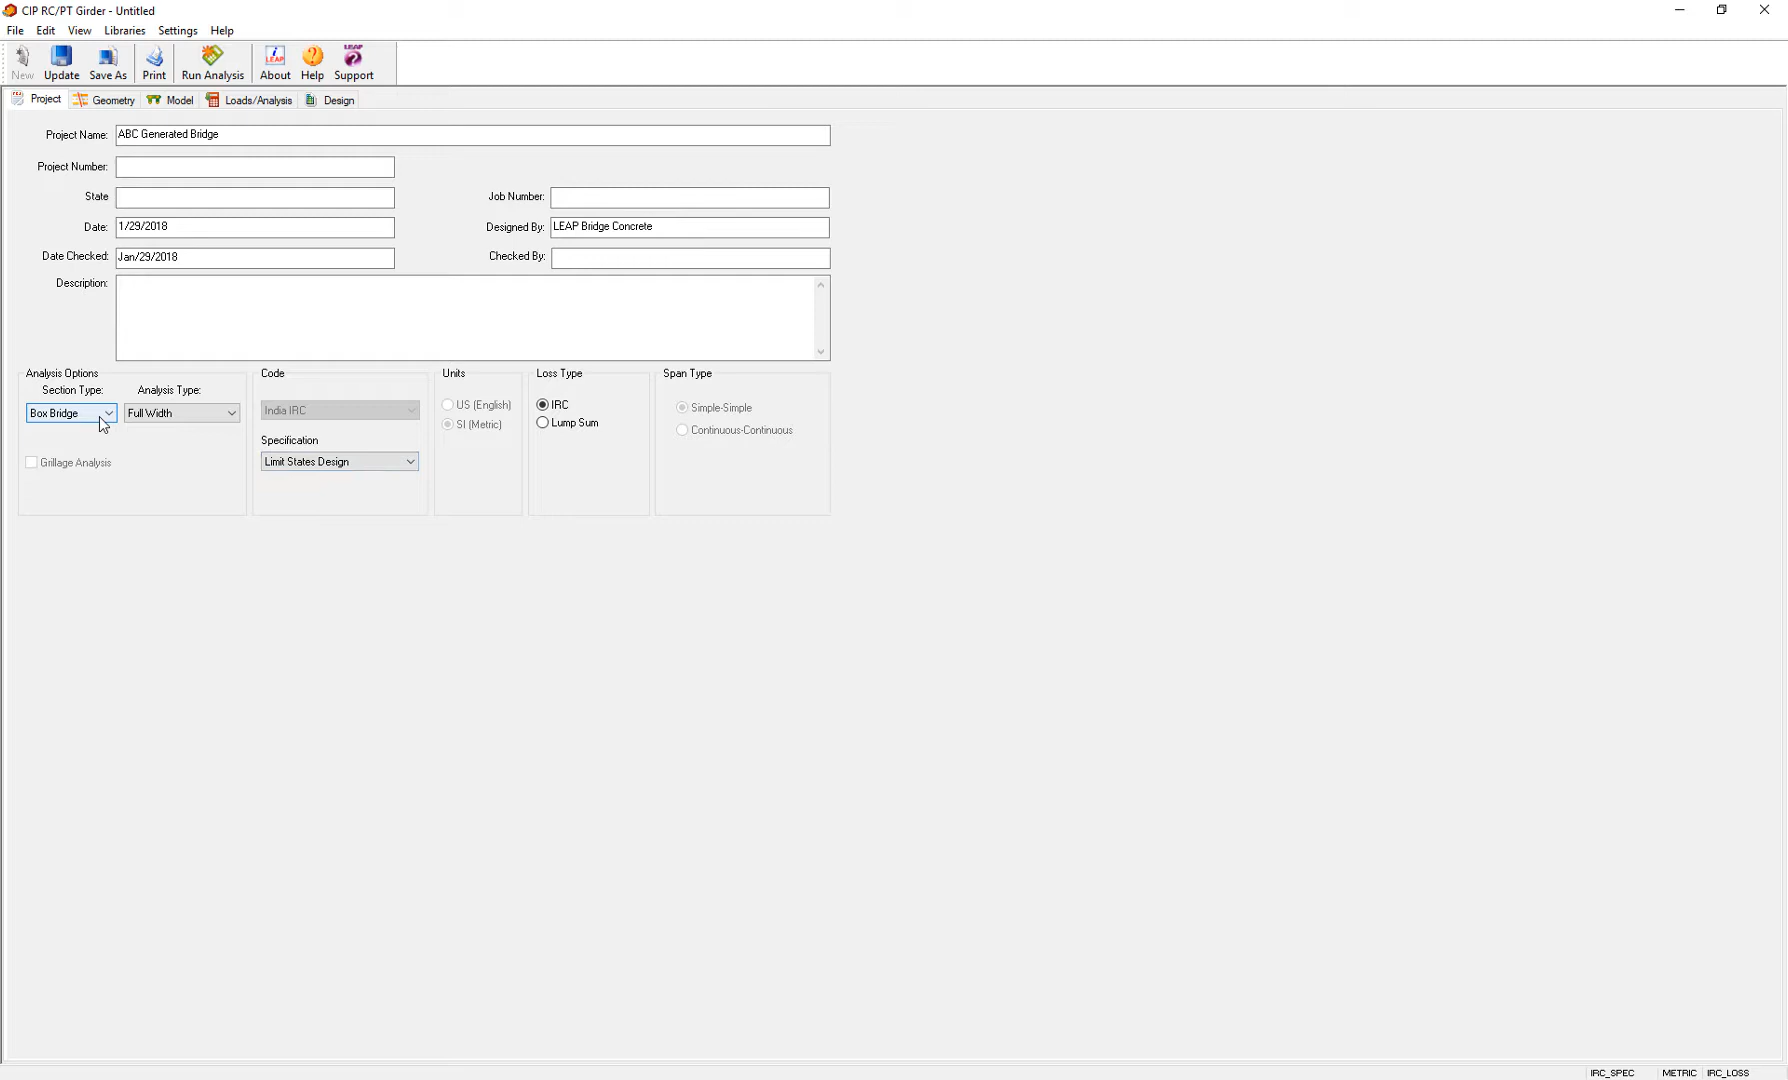 CIP RC/PT Girder - Untitled
File Edit View Libraries Settings Help
New Update Save As Print Run Analysis About Help Support
LEAP LEAP
Project Geometry Model Loads/Analysis Design
Project Name: ABC Generated Bridge
Project Number:
State Job Number:
Date: 1/29/2018 Designed By: LEAP Bridge Concrete
Date Checked: Jan/29/2018 Checked By:
Description:
Analysis Options Code Units Loss Type Span Type
Section Type: Analysis Type:
Box Bridge Full Width India IRC US (English) IRC Simple-Simple
SI (Metric) Lump Sum Continuous-Continuous
Specification
Grillage Analysis Limit States Design
IRC_SPEC METRIC IRC_LOSS